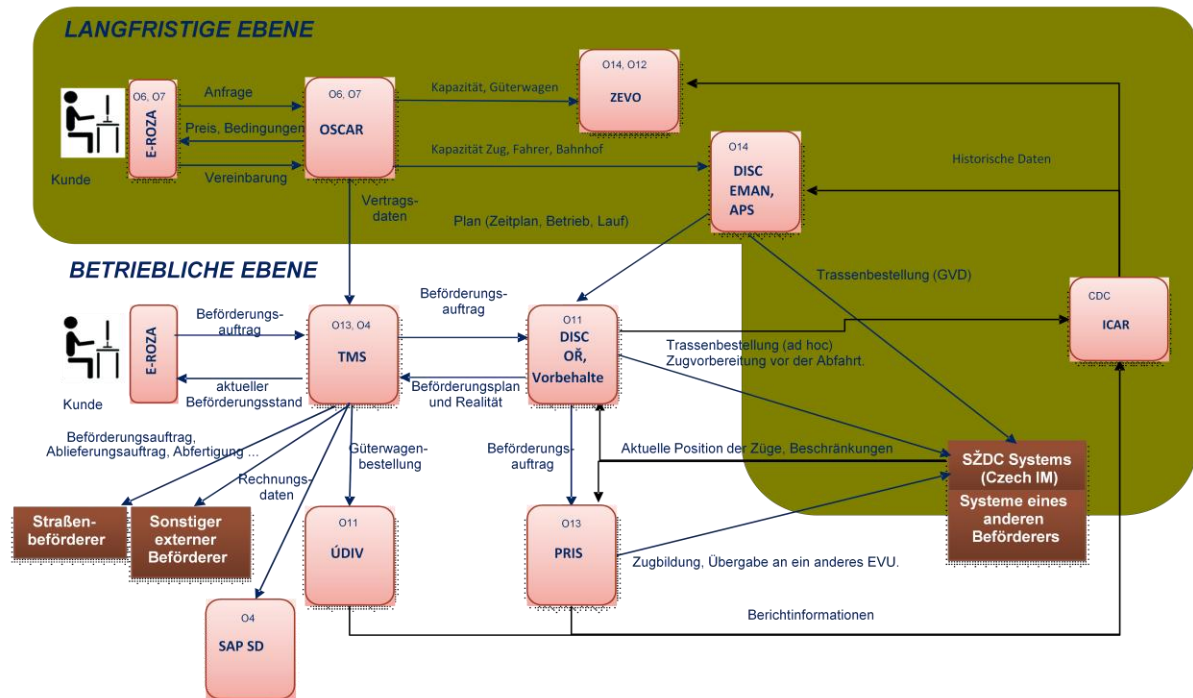 LANGFRISTIGE EBENE
O6, O7
E-ROZA
Kunde
Anfrage
Preis, Bedingungen
Vereinbarung
O6, O7
OSCAR
Kapazität, Güterwagen
O14, O12
ZEVO
Kapazität Zug, Fahrer, Bahnhof
O14
DISC
EMAN,
APS
Historische Daten
Vertrags-
daten
Plan (Zeitplan, Betrieb, Lauf)
BETRIEBLICHE EBENE
Trassenbestellung (GVD)
E-ROZA
Kunde
Beförderungs-
auftrag
aktueller
Beförderungsstand
O13, O4
TMS
Beförderungs-
auftrag
Beförderungsplan
und Realität
O11
DISC
OŘ,
Vorbehalte
Trassenbestellung (ad hoc)
Zugvorbereitung vor der Abfahrt.
CDC
ICAR
Beförderungsauftrag,
Ablieferungsauftrag, Abfertigung ...
Rechnungs-
daten
Güterwagen-
bestellung
Beförderungs-
auftrag
Aktuelle Position der Züge, Beschränkungen
SŽDC Systems
(Czech IM)
Systeme eines
anderen
Beförderers
Straßen-
beförderer
Sonstiger
externer
Beförderer
O11
ÚDIV
O13
PRIS
Zugbildung, Übergabe an ein anderes EVU.
Berichtinformationen
O4
SAP SD